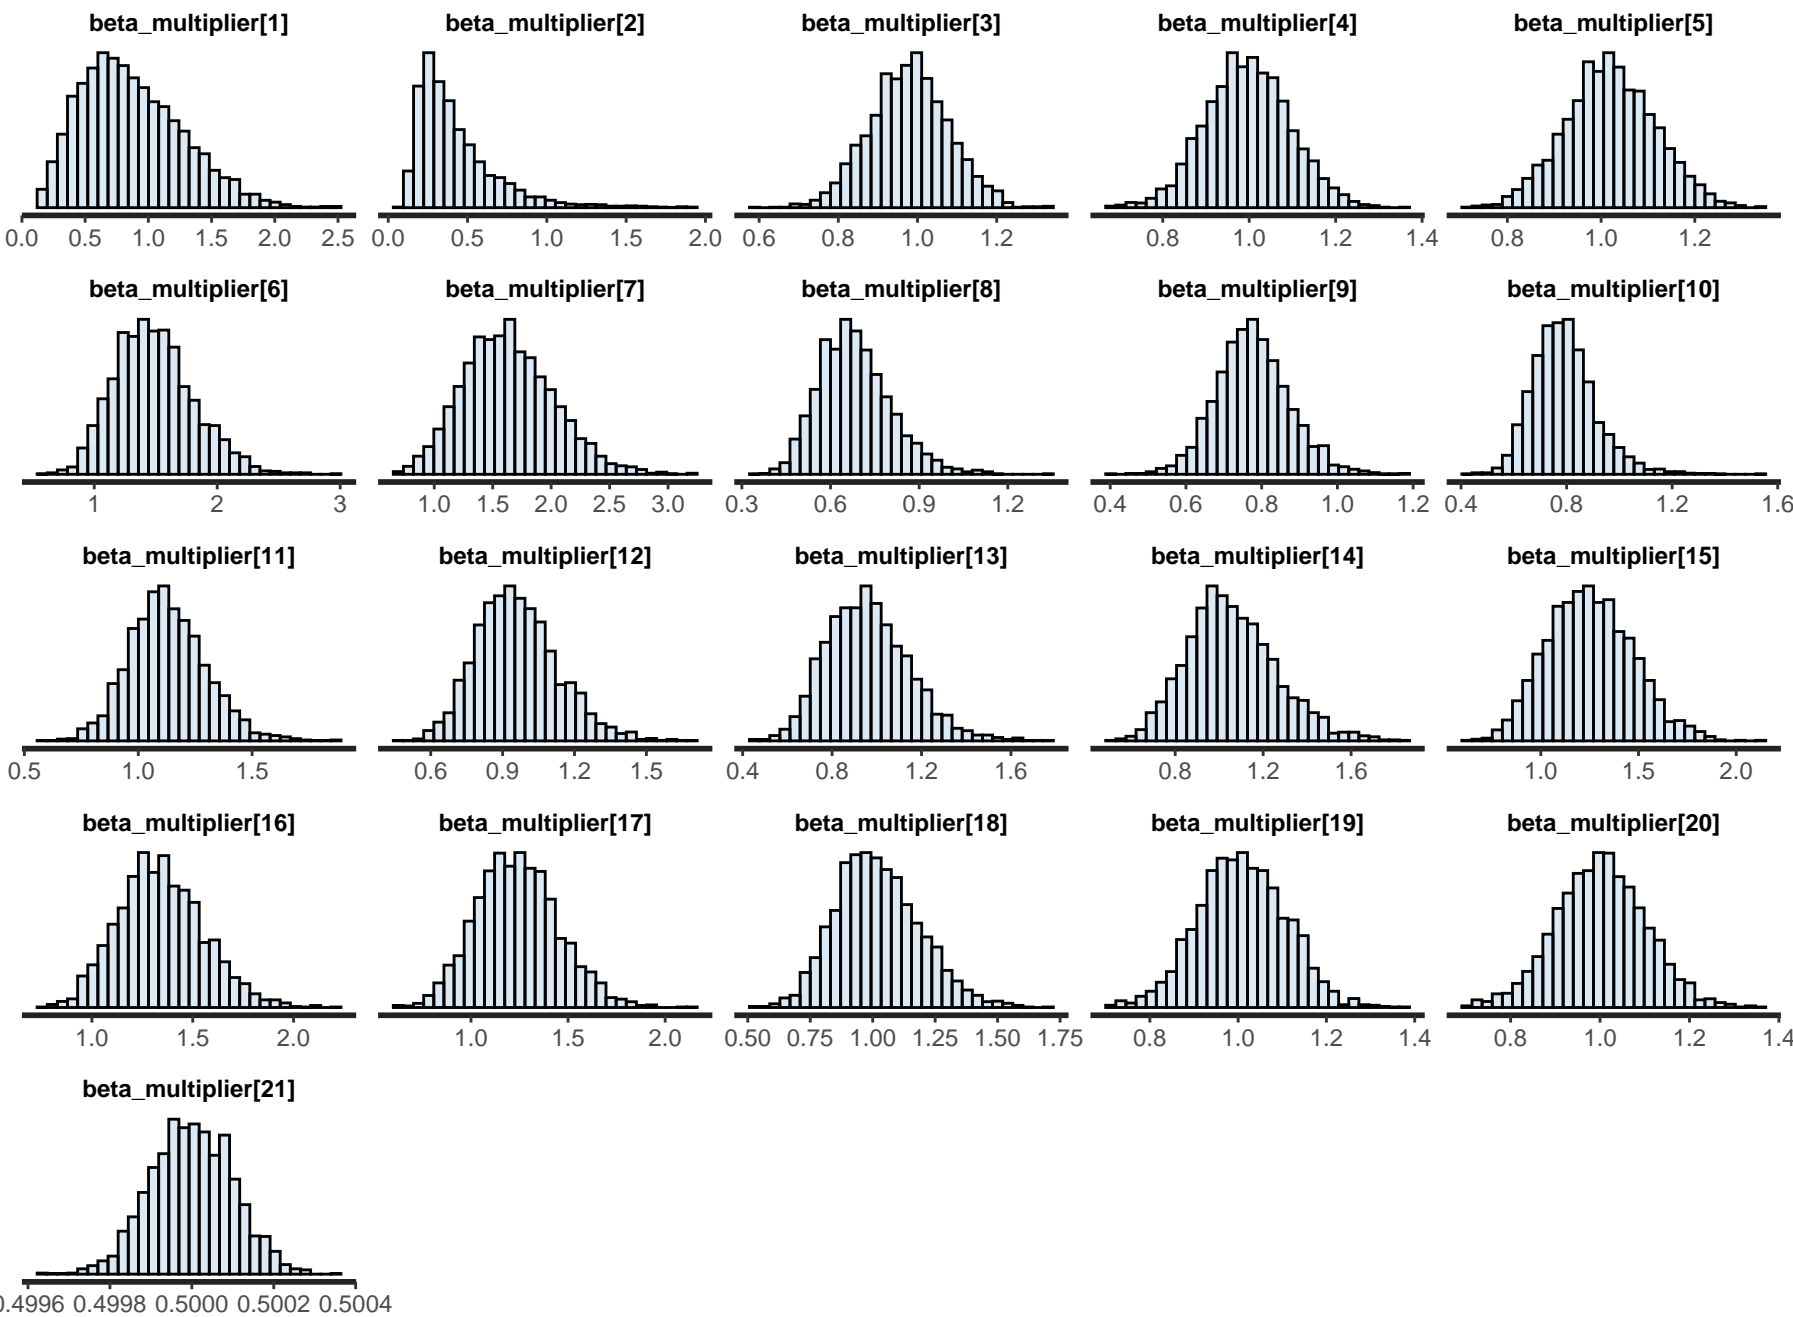 beta_multiplier[1] beta_multiplier[2] beta_multiplier[3] beta_multiplier[4] beta_multiplier[5]
0.0 0.5 1.0 1.5 2.0 2.5 0.0 0.5 1.0 1.5 2.0 0.6 0.8 1.0 1.2 0.8 1.0 1.2 1.4 0.8 1.0 1.2
beta_multiplier[6] beta_multiplier[7] beta_multiplier[8] beta_multiplier[9] beta_multiplier[10]
1 2 3 1.0 1.5 2.0 2.5 3.0 0.3 0.6 0.9 1.2 0.4 0.6 0.8 1.0 1.2 0.4 0.8 1.2 1.6
beta_multiplier[11] beta_multiplier[12] beta_multiplier[13] beta_multiplier[14] beta_multiplier[15]
0.5 1.0 1.5 0.6 0.9 1.2 1.5 0.4 0.8 1.2 1.6 0.8 1.2 1.6 1.0 1.5 2.0
beta_multiplier[16] beta_multiplier[17] beta_multiplier[18] beta_multiplier[19] beta_multiplier[20]
1.0 1.5 2.0 1.0 1.5 2.0 0.50 0.75 1.00 1.25 1.50 1.75 0.8 1.0 1.2 1.4 0.8 1.0 1.2 1.4
beta_multiplier[21]
0.4996 0.4998 0.5000 0.5002 0.5004